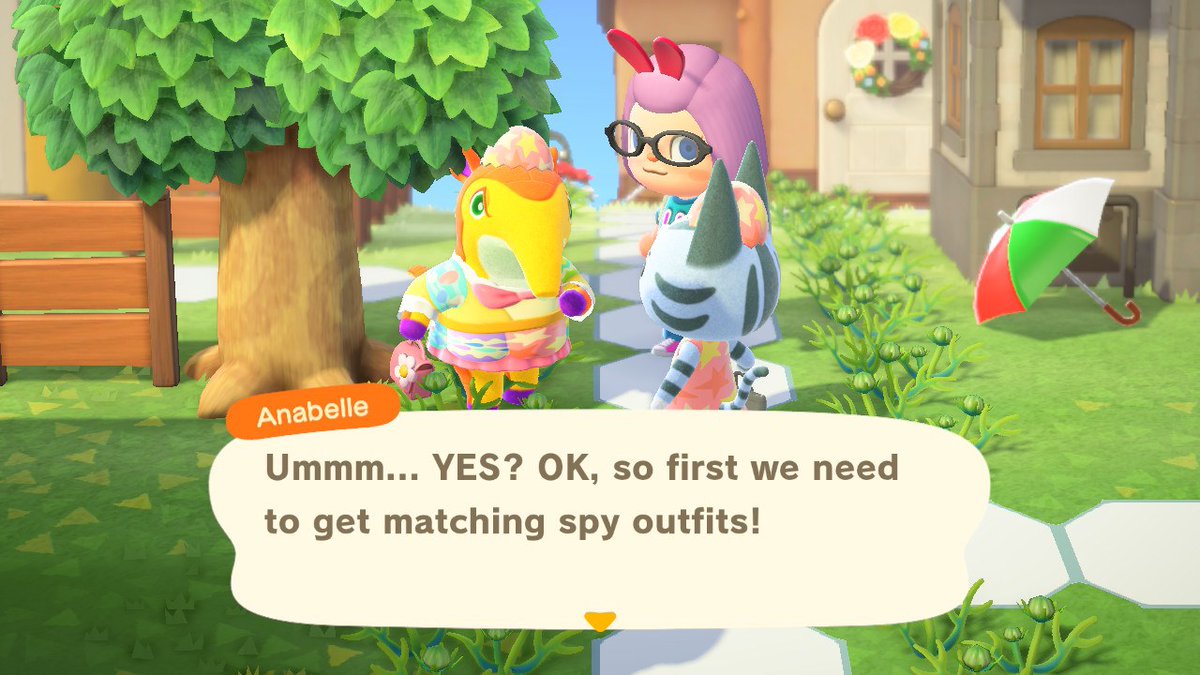 Anabelle
Ummm... YES? OK, so first we need
to get matching spy outfits!